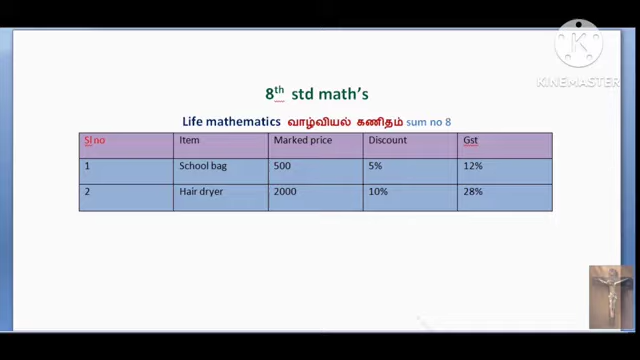 KINEMASTER
8th std math's
Life mathematics வாழ்வியல் கணிதம் sum no 8
Sl no Item Marked price Discount Gst
1 School bag 500 5% 12%
2 Hair dryer 2000 10% 28%